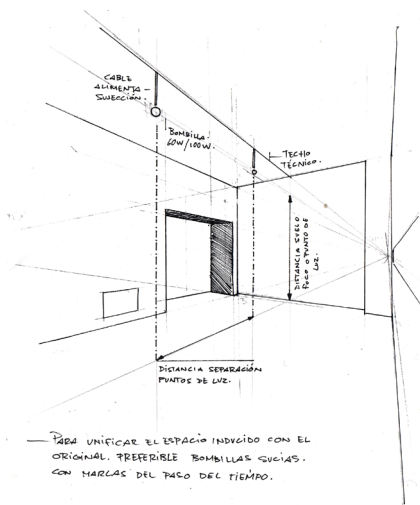 CABLE
ALIMENTA-
SUJECCIÓN.
BOMBILLA.
60W/100W.
TECHO
TÉCNICO.
DISTANCIA SUELO
FOCO O PUNTO DE
LUZ.
DISTANCIA SEPARACIÓN
PUNTOS DE LUZ.
— PARA UNIFICAR EL ESPACIO INDUCIDO CON EL
ORIGINAL. PREFERIBLE BOMBILLAS SUCIAS.
CON MARCAS DEL PASO DEL TIEMPO.